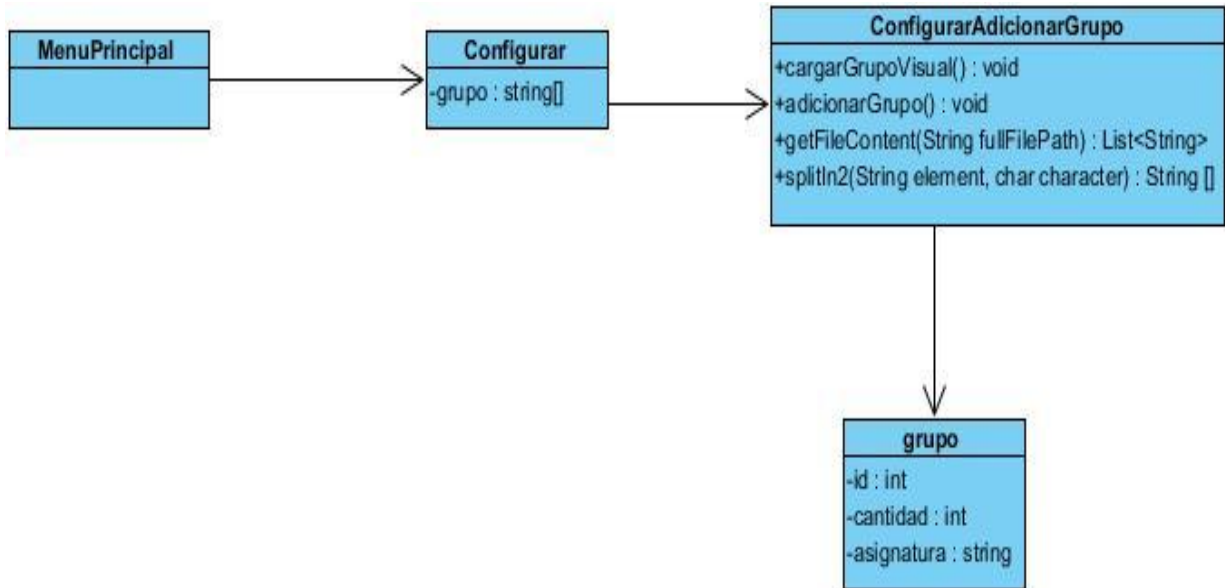 MenuPrincipal
Configurar
-grupo : string[]
ConfigurarAdicionarGrupo
+cargarGrupoVisual() : void
+adicionarGrupo() : void
+getFileContent(String fullFilePath) : List<String>
+splitIn2(String element, char character) : String []
grupo
-id : int
-cantidad : int
-asignatura : string